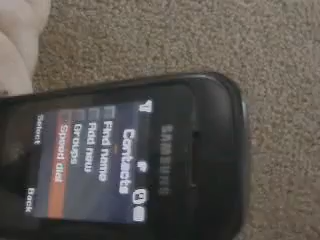 SAMSUNG
Contacts
Find name
Add new
Groups
Speed dial
Select Back